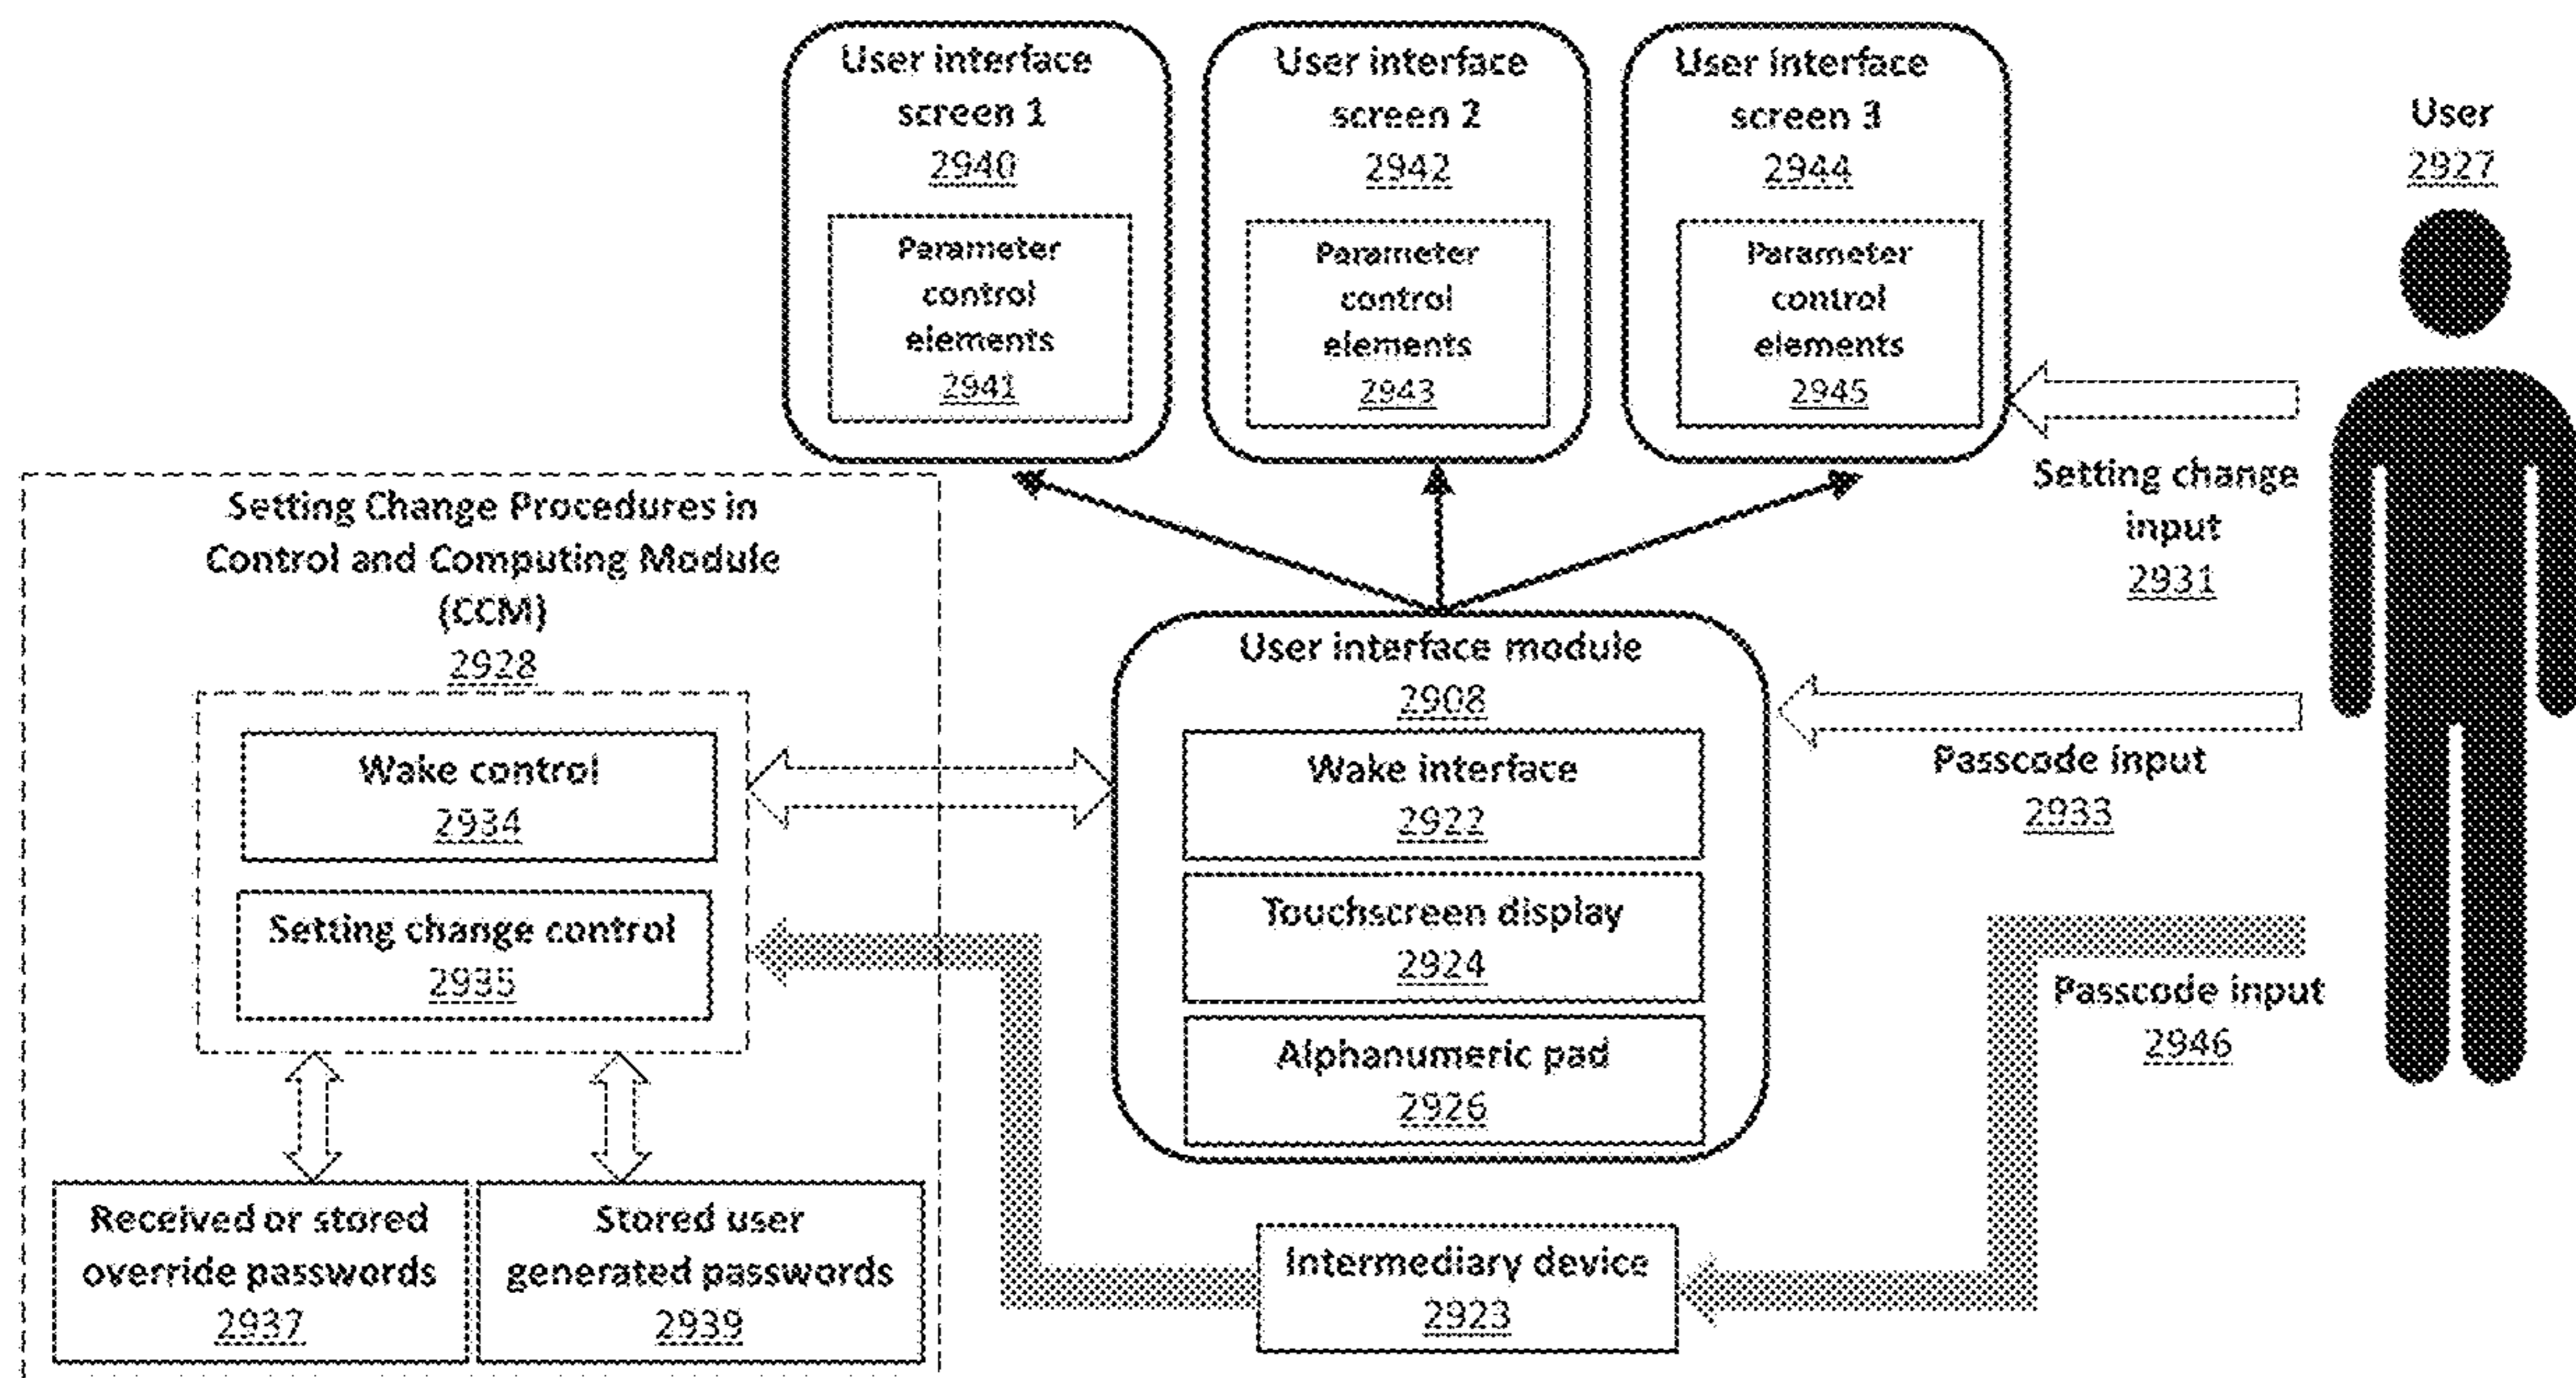 User interface
screen 1
2940
Parameter
control
elements
2941
User interface
screen 2
2942
Parameter
control
elements
2943
User interface
screen 3
2944
Parameter
control
elements
2945
User
2927
Setting change
input
2931
Setting Change Procedures in
Control and Computing Module
(CCM)
2928
Wake control
2934
Setting change control
2935
Received or stored
override passwords
2937
Stored user
generated passwords
2939
User interface module
2908
Wake interface
2922
Touchscreen display
2924
Alphanumeric pad
2926
Passcode input
2933
Passcode input
2946
Intermediary device
2923